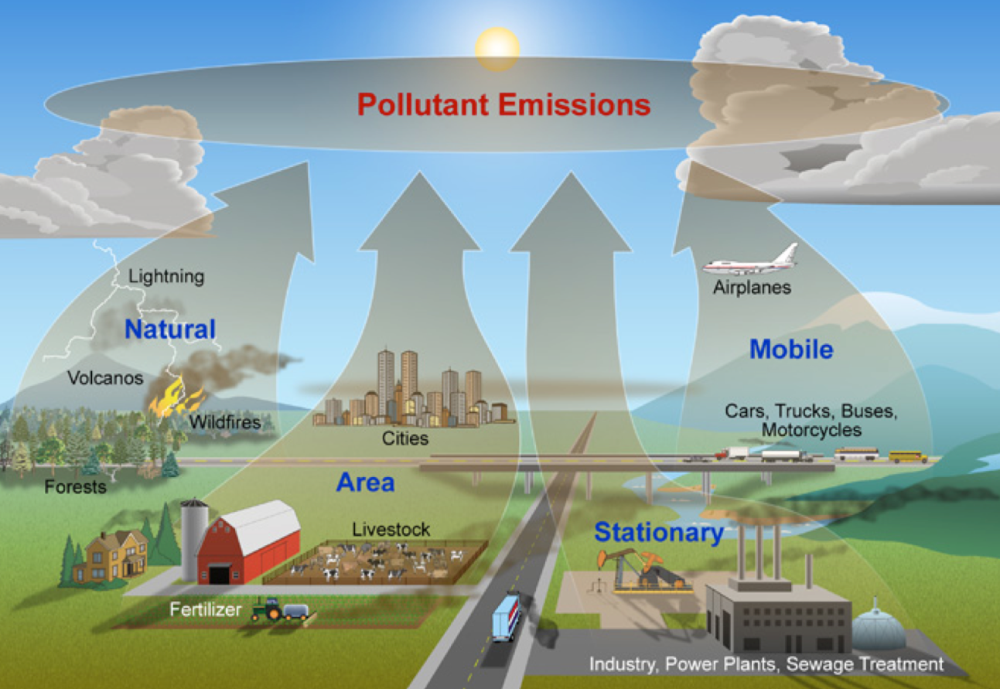 Pollutant Emissions
Lightning
Natural
Volcanos
Wildfires
Forests
Cities
Area
Livestock
Fertilizer
Airplanes
Mobile
Cars, Trucks, Buses,
Motorcycles
Stationary
Industry, Power Plants, Sewage Treatment